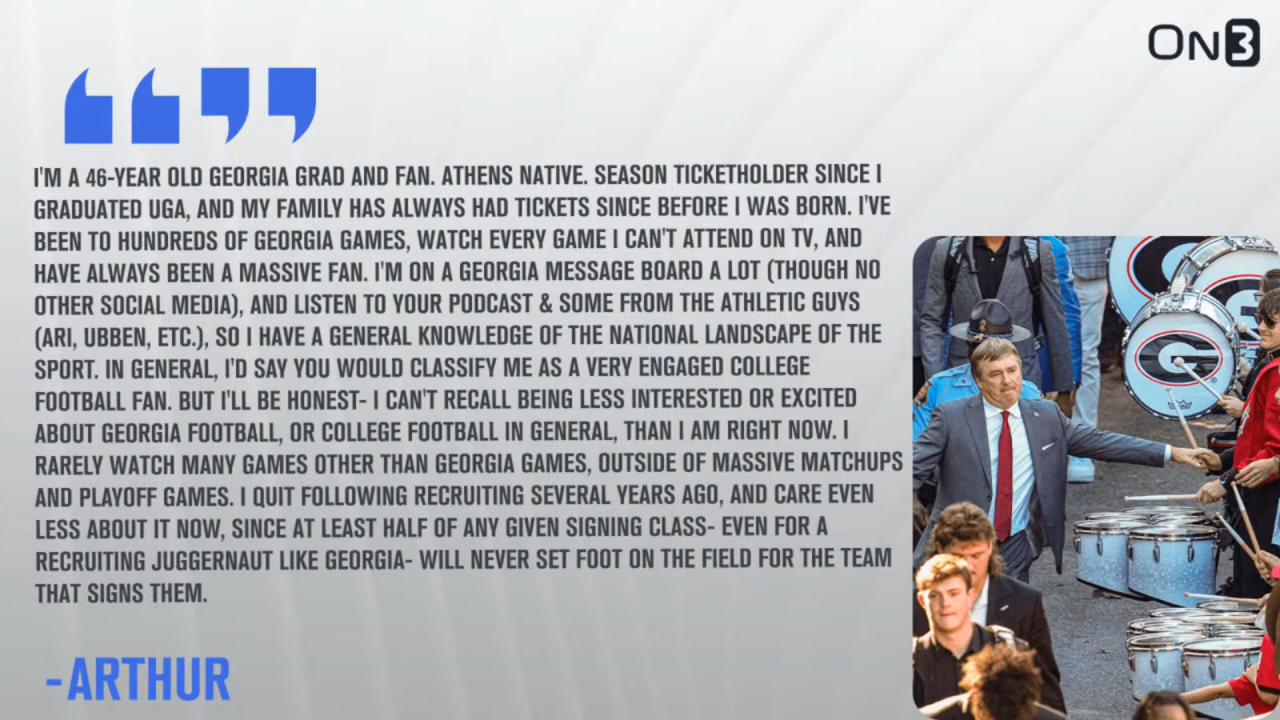 ON3
I'M A 46-YEAR OLD GEORGIA GRAD AND FAN. ATHENS NATIVE. SEASON TICKETHOLDER SINCE I
GRADUATED UGA, AND MY FAMILY HAS ALWAYS HAD TICKETS SINCE BEFORE I WAS BORN. I'VE
BEEN TO HUNDREDS OF GEORGIA GAMES, WATCH EVERY GAME I CAN'T ATTEND ON TV, AND
HAVE ALWAYS BEEN A MASSIVE FAN. I'M ON A GEORGIA MESSAGE BOARD A LOT (THOUGH NO
OTHER SOCIAL MEDIA), AND LISTEN TO YOUR PODCAST & SOME FROM THE ATHLETIC GUYS
(ARI, UBBEN, ETC.), SO I HAVE A GENERAL KNOWLEDGE OF THE NATIONAL LANDSCAPE OF THE
SPORT. IN GENERAL, I'D SAY YOU WOULD CLASSIFY ME AS A VERY ENGAGED COLLEGE
FOOTBALL FAN. BUT I'LL BE HONEST- I CAN'T RECALL BEING LESS INTERESTED OR EXCITED
ABOUT GEORGIA FOOTBALL, OR COLLEGE FOOTBALL IN GENERAL, THAN I AM RIGHT NOW. I
RARELY WATCH MANY GAMES OTHER THAN GEORGIA GAMES, OUTSIDE OF MASSIVE MATCHUPS
AND PLAYOFF GAMES. I QUIT FOLLOWING RECRUITING SEVERAL YEARS AGO, AND CARE EVEN
LESS ABOUT IT NOW, SINCE AT LEAST HALF OF ANY GIVEN SIGNING CLASS- EVEN FOR A
RECRUITING JUGGERNAUT LIKE GEORGIA- WILL NEVER SET FOOT ON THE FIELD FOR THE TEAM
THAT SIGNS THEM.
-ARTHUR
G